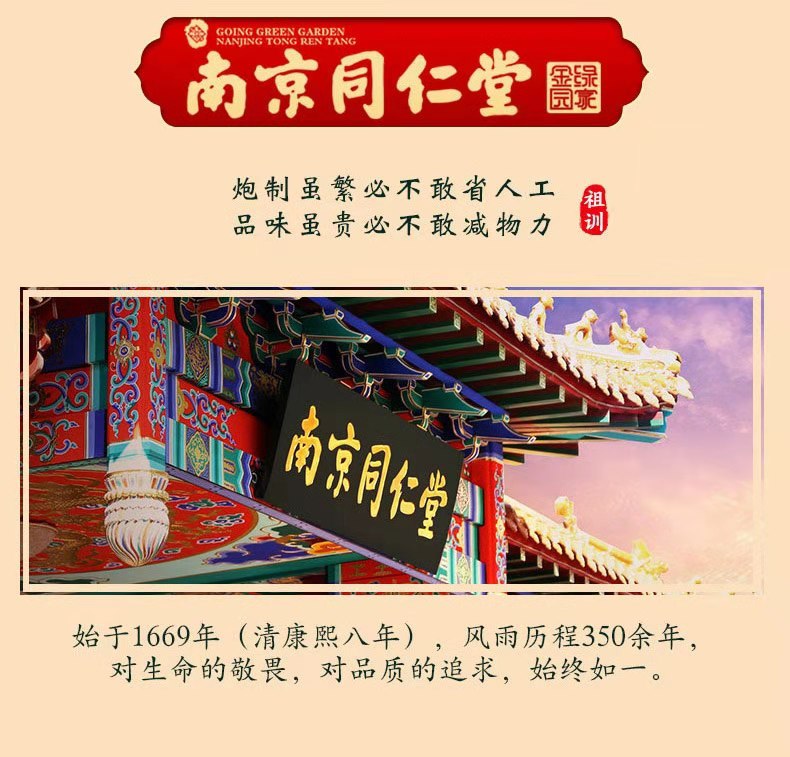 GOING GREEN GARDEN
NANJING TONG REN TANG
南京同仁堂
绿金
家园
炮制虽繁必不敢省人工
品味虽贵必不敢减物力
祖训
南京同仁堂
始于1669年（清康熙八年），风雨历程350余年，
对生命的敬畏，对品质的追求，始终如一。